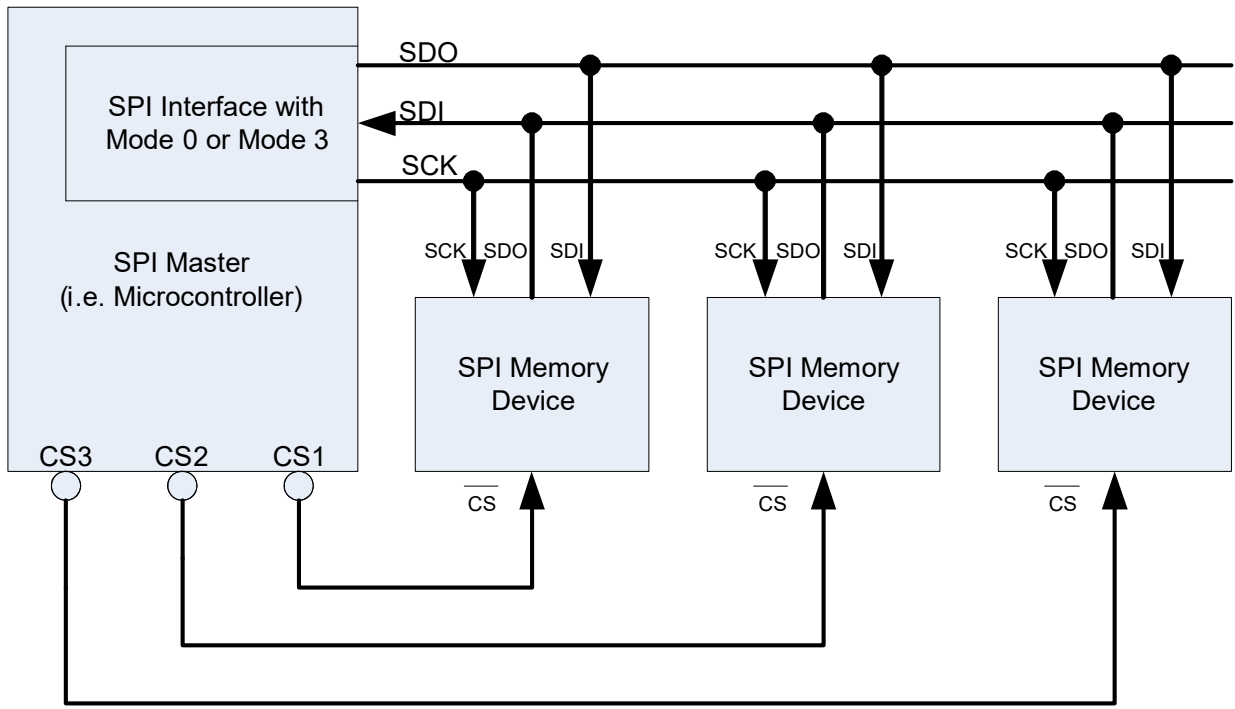 SDO
SPI Interface with
Mode 0 or Mode 3
SDI
SCK
SPI Master
(i.e. Microcontroller)
SCK SDO SDI
SCK SDO SDI
SCK SDO SDI
SPI Memory
Device
SPI Memory
Device
SPI Memory
Device
CS3 CS2 CS1
CS
CS
CS